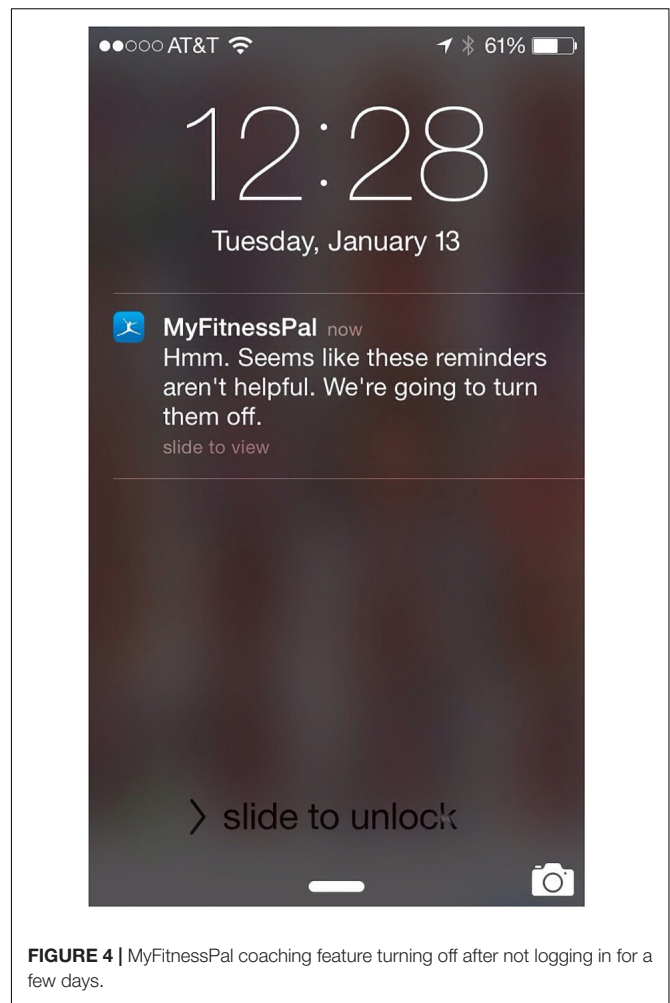 ●●○○○ AT&T 61%
12:28
Tuesday, January 13
MyFitnessPal now
Hmm. Seems like these reminders
aren't helpful. We're going to turn
them off.
slide to view
> slide to unlock
FIGURE 4 | MyFitnessPal coaching feature turning off after not logging in for a
few days.